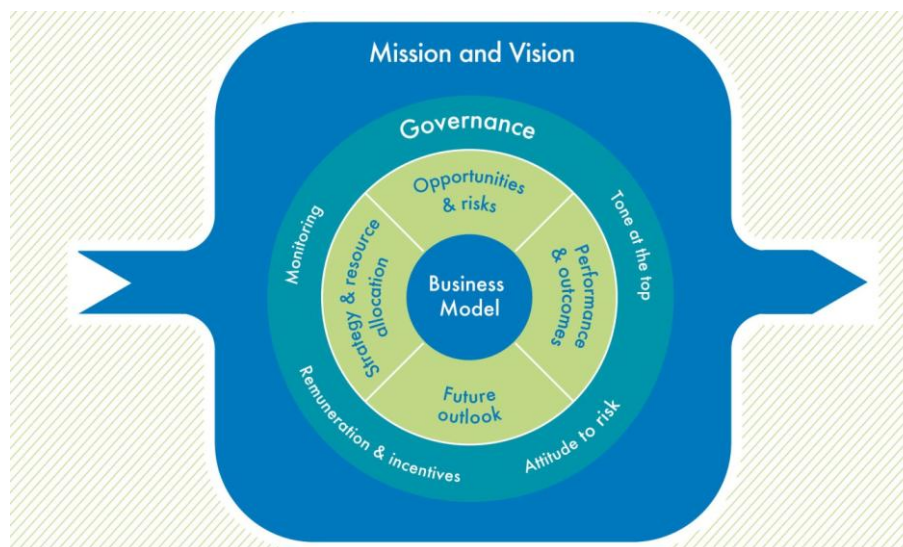 Mission and Vision
Governance
Opportunities
& risks
Monitoring
Tone at the top
Strategy & resource
allocation
Business
Model
Performance
& outcomes
Future
outlook
Remuneration & incentives
Attitude to risk